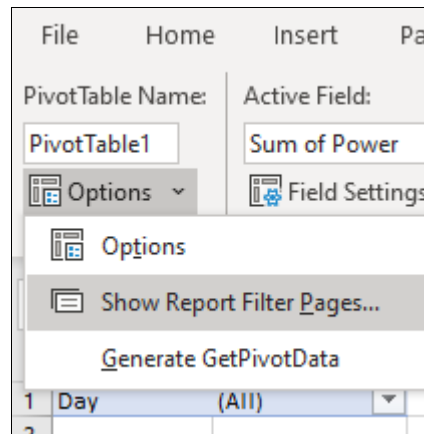 File Home Insert Pa
PivotTable Name: Active Field:
PivotTable1 Sum of Power
Options Field Settings
Options
Show Report Filter Pages...
Generate GetPivotData
1 Day (All)
2